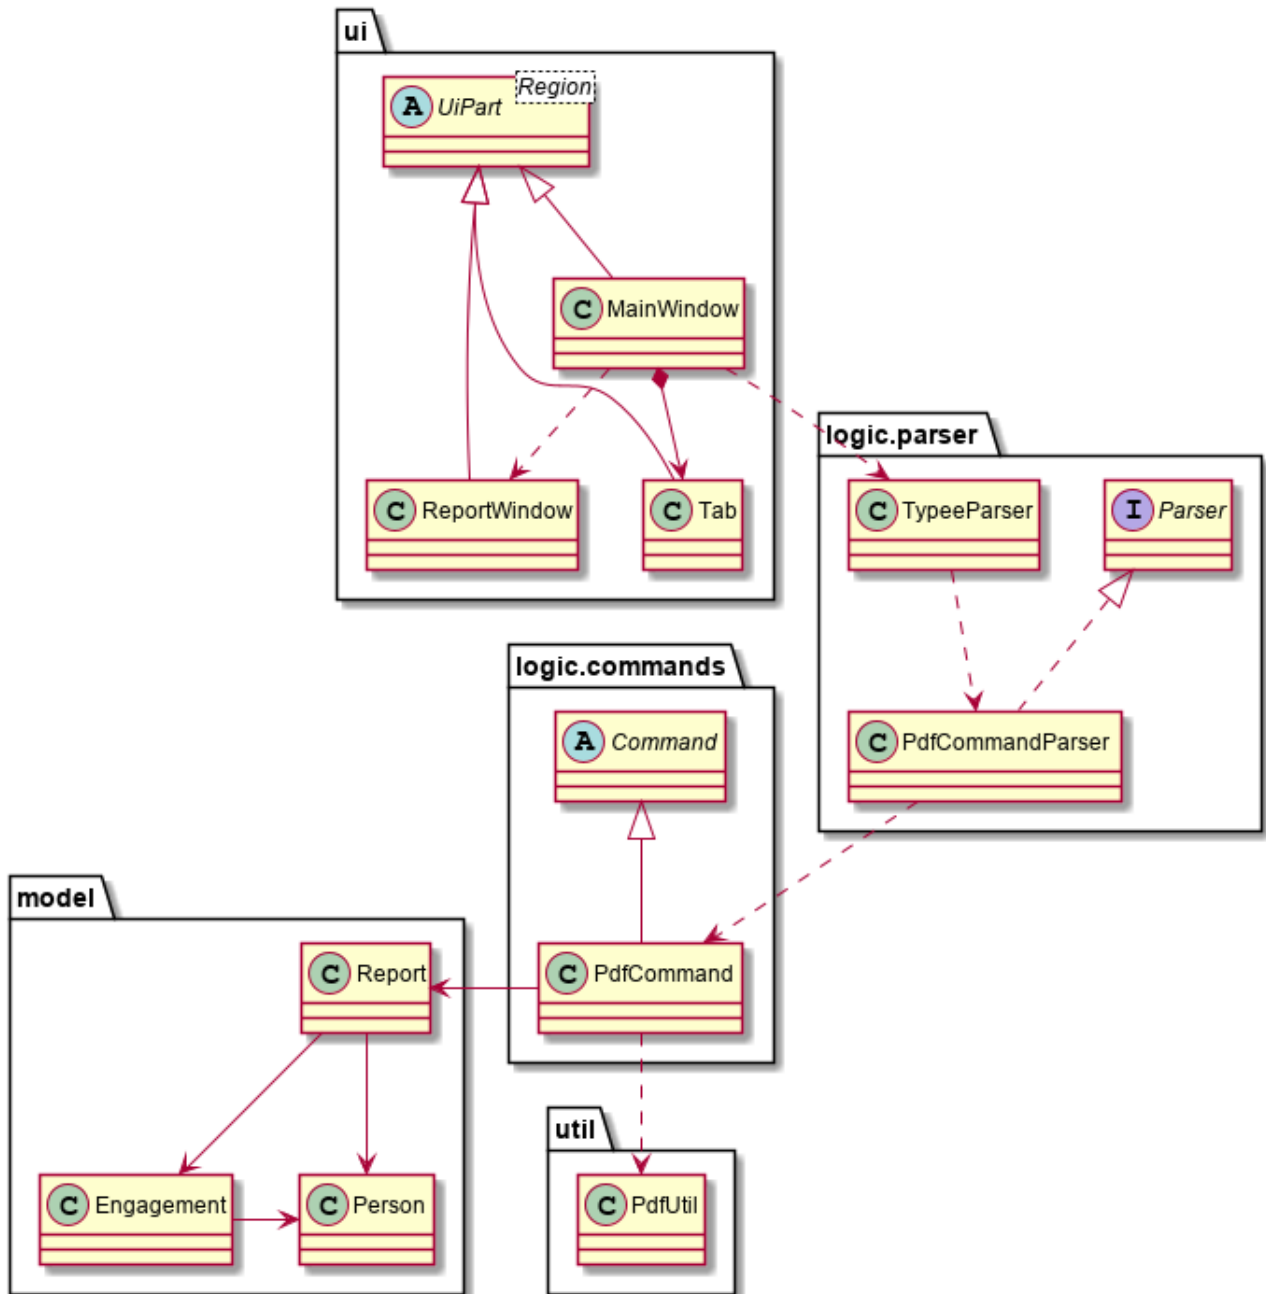 ui
Region
A UiPart
C MainWindow
C ReportWindow
C Tab
logic.parser
C TypeeParser
I Parser
C PdfCommandParser
logic.commands
A Command
C PdfCommand
model
C Report
C Engagement
C Person
util
C PdfUtil